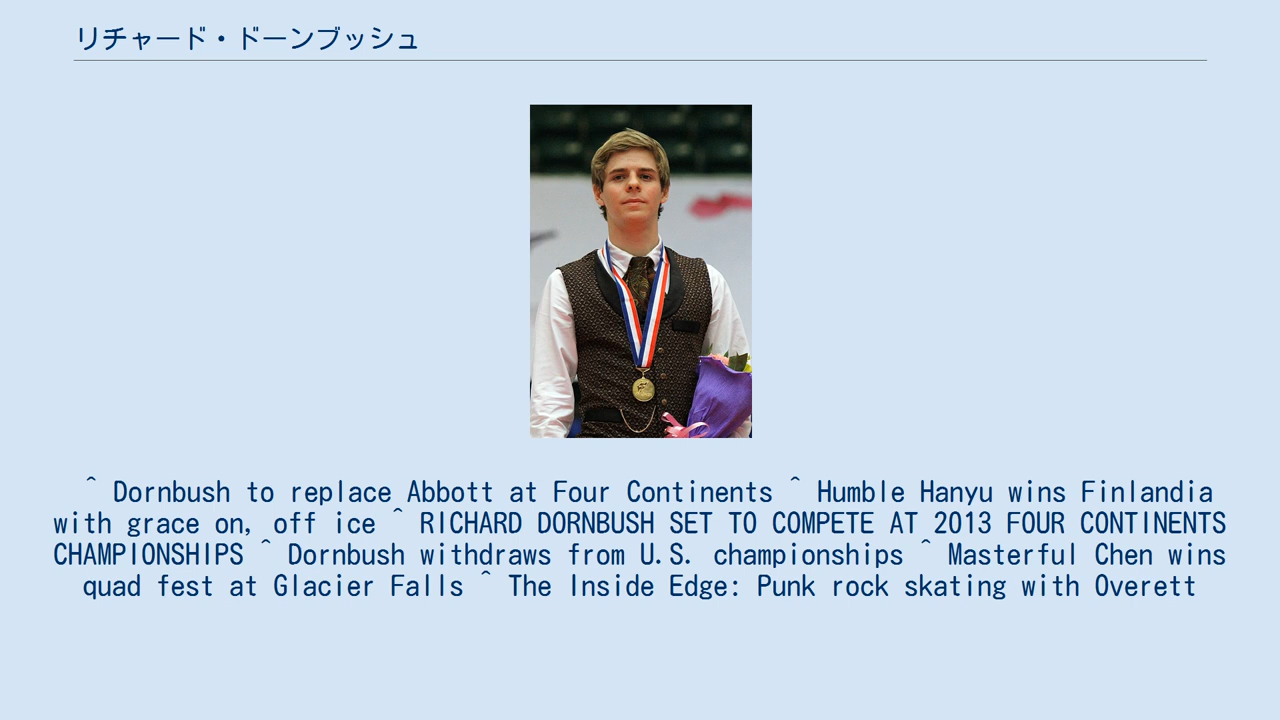 リチャード・ドーンブッシュ
^ Dornbush to replace Abbott at Four Continents ^ Humble Hanyu wins Finlandia
with grace on, off ice ^ RICHARD DORNBUSH SET TO COMPETE AT 2013 FOUR CONTINENTS
CHAMPIONSHIPS ^ Dornbush withdraws from U.S. championships ^ Masterful Chen wins
quad fest at Glacier Falls ^ The Inside Edge: Punk rock skating with Overett